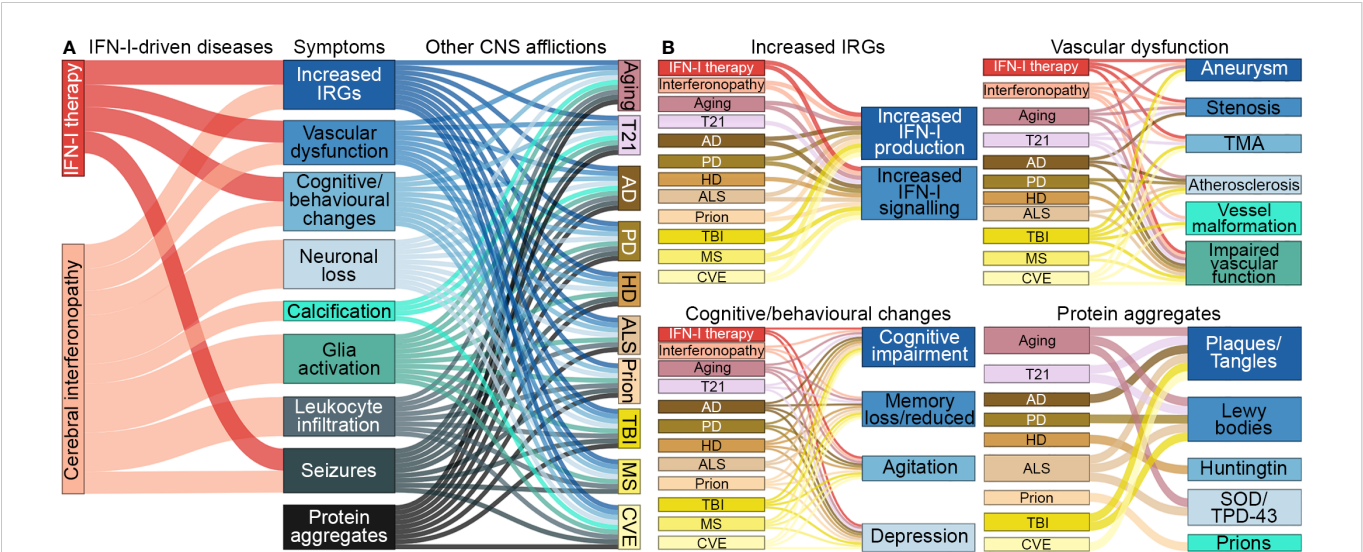 A
IFN-I-driven diseases
Symptoms
Other CNS afflictions
IFN-I therapy
Cerebral interferonopathy
Increased
IRGs
Vascular
dysfunction
Cognitive/
behavioural
changes
Neuronal
loss
Calcification
Glia
activation
Leukocyte
infiltration
Seizures
Protein
aggregates
Aging
T21
AD
PD
HD
ALS
Prion
TBI
MS
CVE
B
Increased IRGs
IFN-I therapy
Interferonopathy
Aging
T21
AD
PD
HD
ALS
Prion
TBI
MS
CVE
Increased
IFN-I
production
Increased
IFN-I
signalling
Vascular dysfunction
IFN-I therapy
Interferonopathy
Aging
T21
AD
PD
HD
ALS
TBI
MS
CVE
Aneurysm
Stenosis
TMA
Atherosclerosis
Vessel
malformation
Impaired
vascular
function
Cognitive/behavioural changes
IFN-I therapy
Interferonopathy
Aging
T21
AD
PD
HD
ALS
Prion
TBI
MS
CVE
Cognitive
impairment
Memory
loss/reduced
Agitation
Depression
Protein aggregates
Aging
T21
AD
PD
HD
ALS
Prion
TBI
CVE
Plaques/
Tangles
Lewy
bodies
Huntingtin
SOD/
TPD-43
Prions